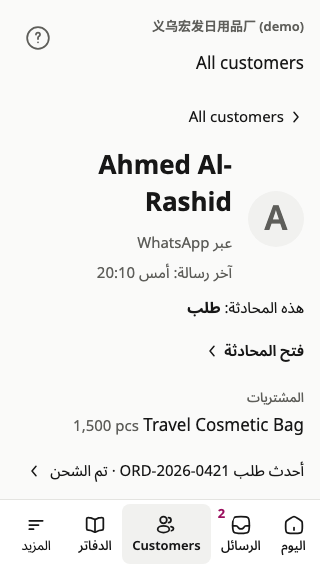 义乌宏发日用品厂 (demo)
All customers
All customers
Ahmed Al-
Rashid
A
عبر WhatsApp
آخر رسالة: أمس 20:10
هذه المحادثة: طلب
فتح المحادثة
المشتريات
Travel Cosmetic Bag 1,500 pcs
أحدث طلب ORD-2026-0421 · تم الشحن
اليوم
الرسائل 2
Customers
الدفاتر
المزيد